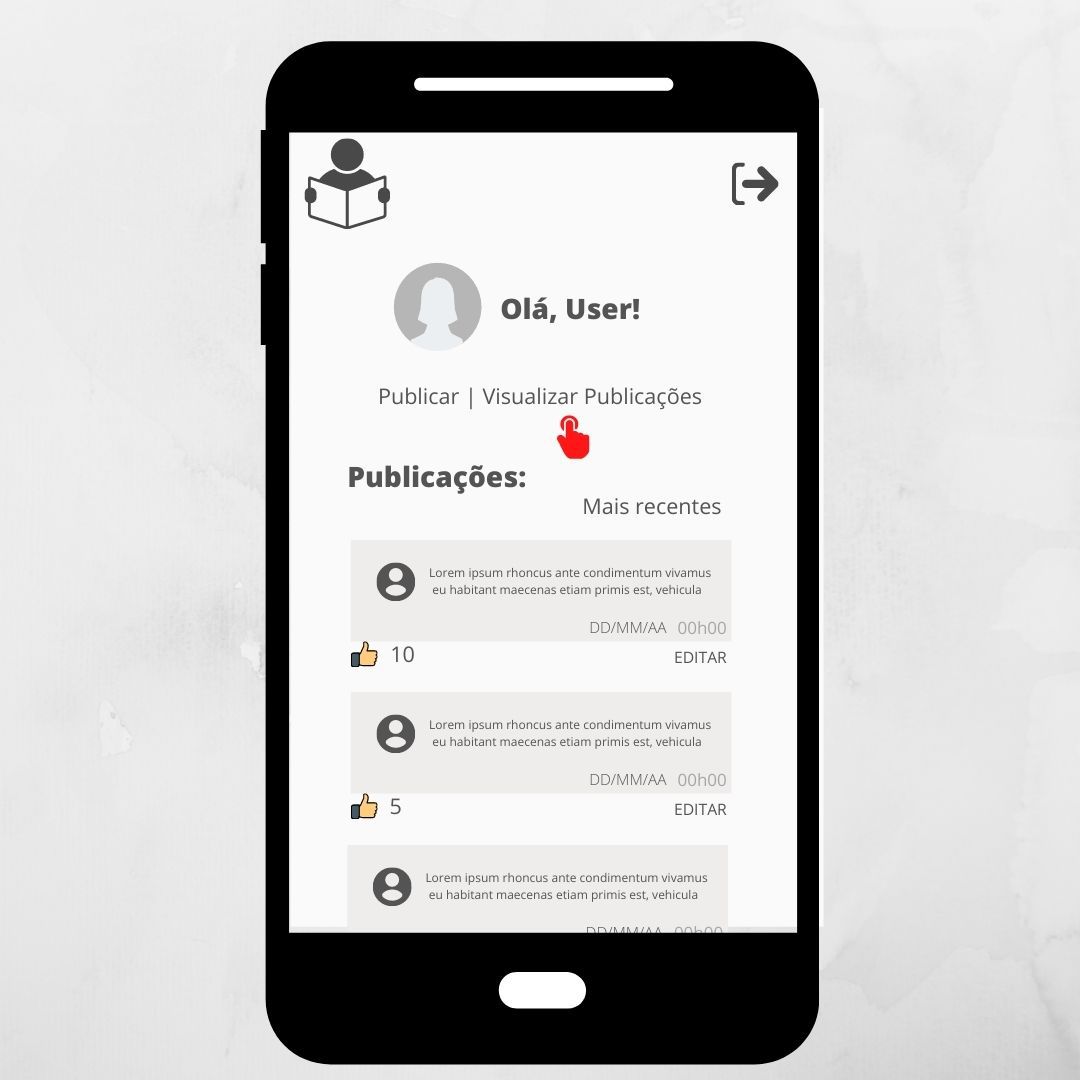 Olá, User!
Publicar | Visualizar Publicações
Publicações:
Mais recentes
Lorem ipsum rhoncus ante condimentum vivamus
eu habitant maecenas etiam primis est, vehicula
DD/MM/AA 00h00
10 EDITAR
Lorem ipsum rhoncus ante condimentum vivamus
eu habitant maecenas etiam primis est, vehicula
DD/MM/AA 00h00
5 EDITAR
Lorem ipsum rhoncus ante condimentum vivamus
eu habitant maecenas etiam primis est, vehicula
DD/MM/AA 00h00